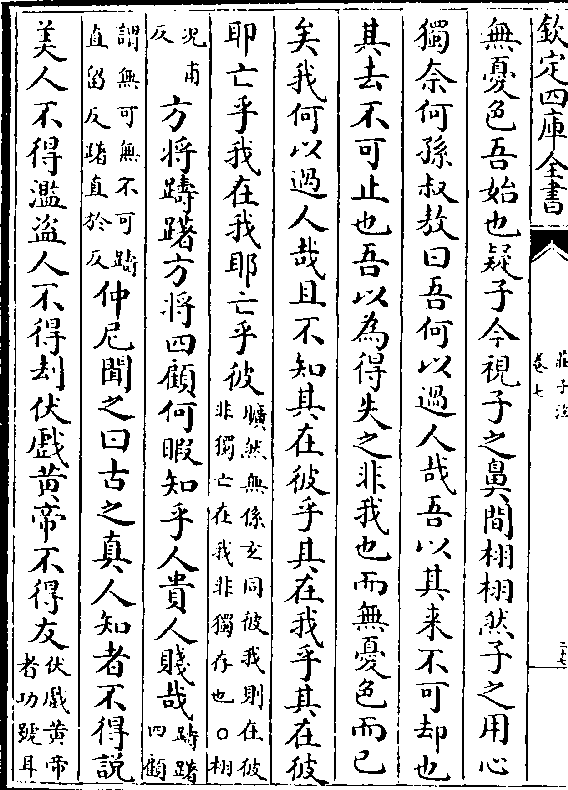 欽定四庫全書
莊子注
卷七
無憂色吾始也疑子今視子之鼻間栩栩然子之用心
獨奈何孫叔敖曰吾何以過人哉吾以其来不可却也
其去不可止也吾以為得失之非我也而無憂色而已
矣我何以過人哉且不知其在彼乎其在我乎其在彼
耶亡乎我在我耶亡乎彼曠然無係玄同彼我則在彼
非獨亡在我非獨存也○栩
况甫
反
方將躊躇方將四顧何暇知乎人貴人賤哉躊躇
四顧
謂無可無不可躊
直留反躇直於反
仲尼聞之曰古之真人知者不得説
美人不得濫盜人不得刦伏戲黄帝不得友伏戲黄帝
者功號耳